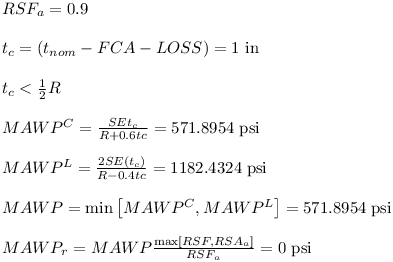 RSF_a = 0.9
t_c = (t_nom − FCA − LOSS) = 1 in
t_c < 1/2 R
MAWP^C = SEt_c / R+0.6tc = 571.8954 psi
MAWP^L = 2SE(t_c) / R−0.4tc = 1182.4324 psi
MAWP = min [MAWP^C, MAWP^L] = 571.8954 psi
MAWP_r = MAWP max[RSF,RSA_a] / RSF_a = 0 psi